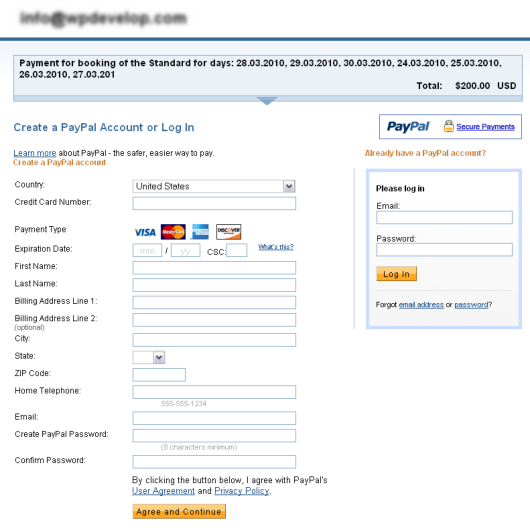 info@wpdevelop.com
Payment for booking of the Standard for days: 28.03.2010, 29.03.2010, 30.03.2010, 24.03.2010, 25.03.2010,
26.03.2010, 27.03.201
Total: $200.00 USD
Create a PayPal Account or Log In
PayPal Secure Payments
Learn more about PayPal - the safer, easier way to pay.
Create a PayPal account
Already have a PayPal account?
Country:
United States
Credit Card Number:
Payment Type
VISA MasterCard AMERICAN EXPRESS DISCOVER
Expiration Date:
mm / yy CSC:
What's this?
First Name:
Last Name:
Billing Address Line 1:
Billing Address Line 2:
(optional)
City:
State:
ZIP Code:
Home Telephone:
555-555-1234
Email:
Create PayPal Password:
(8 characters minimum)
Confirm Password:
By clicking the button below, I agree with PayPal's
User Agreement and Privacy Policy.
Agree and Continue
Please log in
Email:
Password:
Log In
Forgot email address or password?